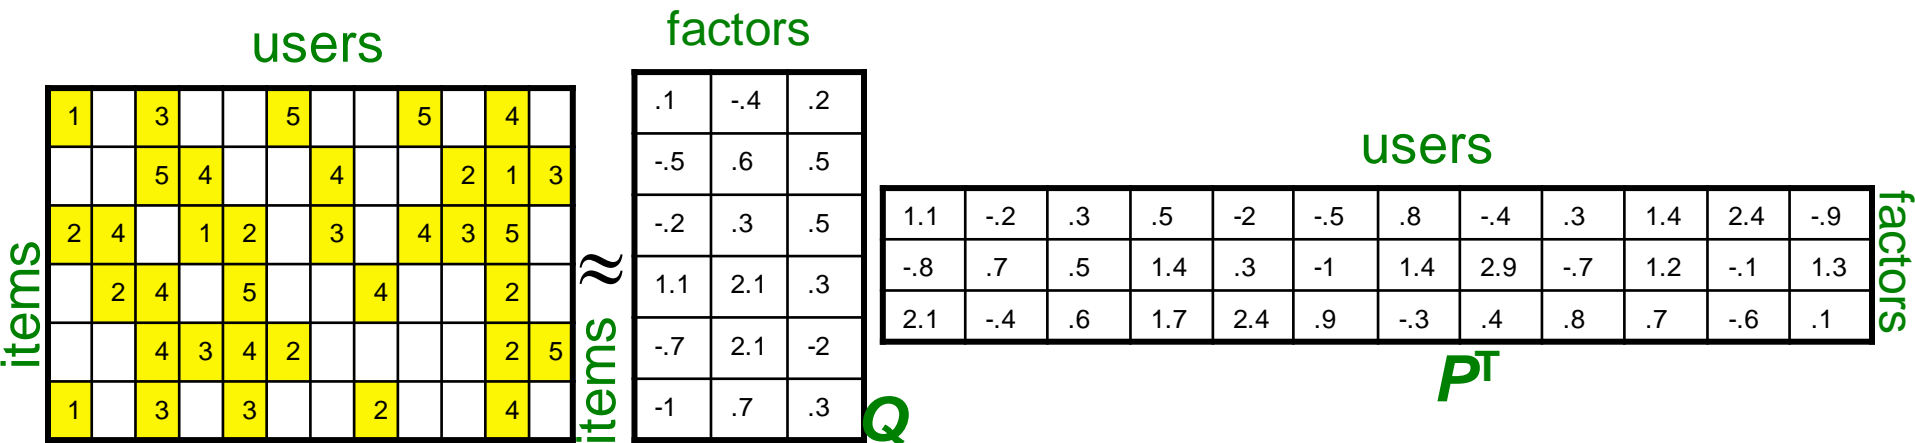 users
factors
users
items
1 3 5 5 4
5 4 4 2 1 3
2 4 1 2 3 4 3 5
2 4 5 4 2
4 3 4 2 2 5
1 3 3 2 4
≈
items
.1 -.4 .2
-.5 .6 .5
-.2 .3 .5
1.1 2.1 .3
-.7 2.1 -2
-1 .7 .3
Q
1.1 -.2 .3 .5 -2 -.5 .8 -.4 .3 1.4 2.4 -.9
-.8 .7 .5 1.4 .3 -1 1.4 2.9 -.7 1.2 -.1 1.3
2.1 -.4 .6 1.7 2.4 .9 -.3 .4 .8 .7 -.6 .1
factors
PT